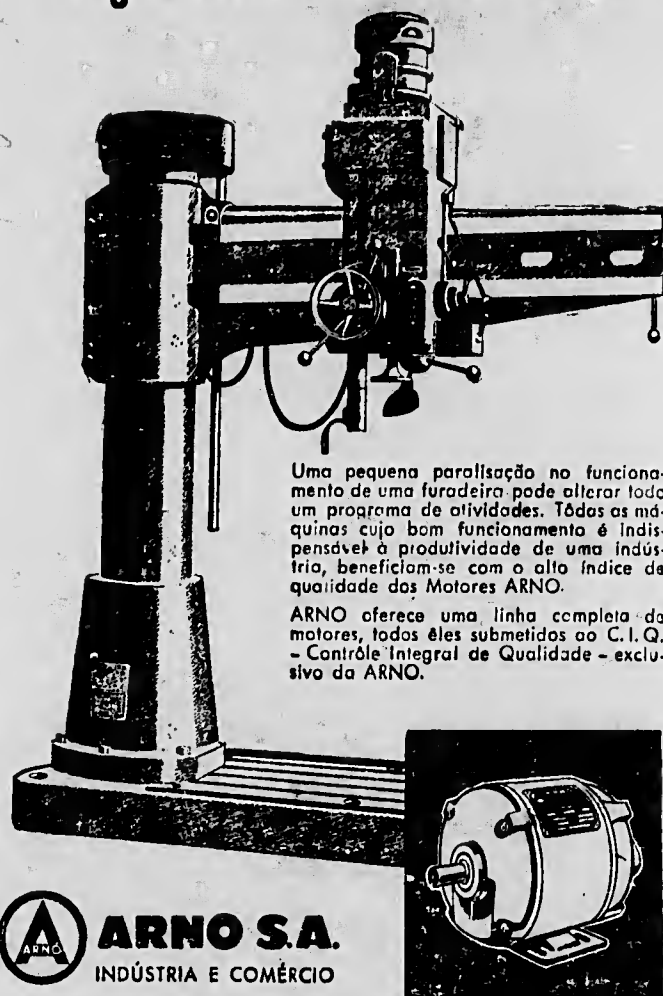 Uma pequena paralisação no funciona-
mento de uma furadeira pode alterar todo
um programa de atividades. Tôdas as má-
quinas cujo bom funcionamento é indis-
pensável à produtividade de uma indús-
tria, beneficiam-se com o alto índice de
qualidade dos Motores ARNO.
ARNO oferece uma linha completa de
motores, todos êles submetidos ao C.I.Q.
- Contrôle Integral de Qualidade - exclu-
sivo da ARNO.
ARNO
ARNO S.A.
INDÚSTRIA E COMÉRCIO